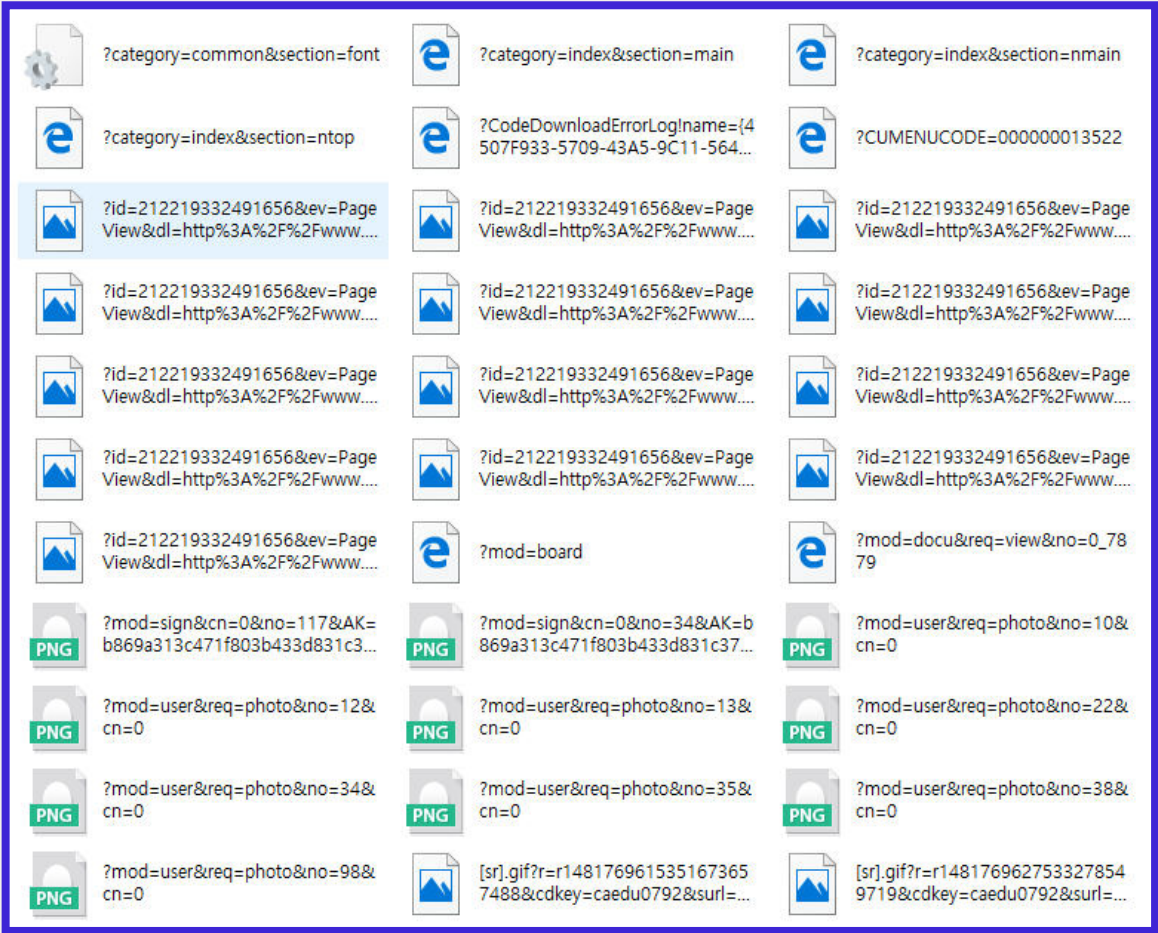 ?category=common&section=font
?category=index&section=main
?category=index&section=nmain
?category=index&section=ntop
?CodeDownloadErrorLog!name={4
507F933-5709-43A5-9C11-564...
?CUMENUCODE=000000013522
?id=212219332491656&ev=Page
View&dl=http%3A%2F%2Fwww....
?id=212219332491656&ev=Page
View&dl=http%3A%2F%2Fwww....
?id=212219332491656&ev=Page
View&dl=http%3A%2F%2Fwww....
?id=212219332491656&ev=Page
View&dl=http%3A%2F%2Fwww....
?id=212219332491656&ev=Page
View&dl=http%3A%2F%2Fwww....
?id=212219332491656&ev=Page
View&dl=http%3A%2F%2Fwww....
?id=212219332491656&ev=Page
View&dl=http%3A%2F%2Fwww....
?id=212219332491656&ev=Page
View&dl=http%3A%2F%2Fwww....
?id=212219332491656&ev=Page
View&dl=http%3A%2F%2Fwww....
?id=212219332491656&ev=Page
View&dl=http%3A%2F%2Fwww....
?id=212219332491656&ev=Page
View&dl=http%3A%2F%2Fwww....
?id=212219332491656&ev=Page
View&dl=http%3A%2F%2Fwww....
?id=212219332491656&ev=Page
View&dl=http%3A%2F%2Fwww....
?mod=board
?mod=docu&req=view&no=0_78
79
PNG
?mod=sign&cn=0&no=117&AK=
b869a313c471f803b433d831c3...
PNG
?mod=sign&cn=0&no=34&AK=b
869a313c471f803b433d831c37...
PNG
?mod=user&req=photo&no=10&
cn=0
PNG
?mod=user&req=photo&no=12&
cn=0
PNG
?mod=user&req=photo&no=13&
cn=0
PNG
?mod=user&req=photo&no=22&
cn=0
PNG
?mod=user&req=photo&no=34&
cn=0
PNG
?mod=user&req=photo&no=35&
cn=0
PNG
?mod=user&req=photo&no=38&
cn=0
PNG
?mod=user&req=photo&no=98&
cn=0
[sr].gif?r=r148176961535167365
7488&cdkey=caedu0792&surl=...
[sr].gif?r=r148176962753327854
9719&cdkey=caedu0792&surl=...